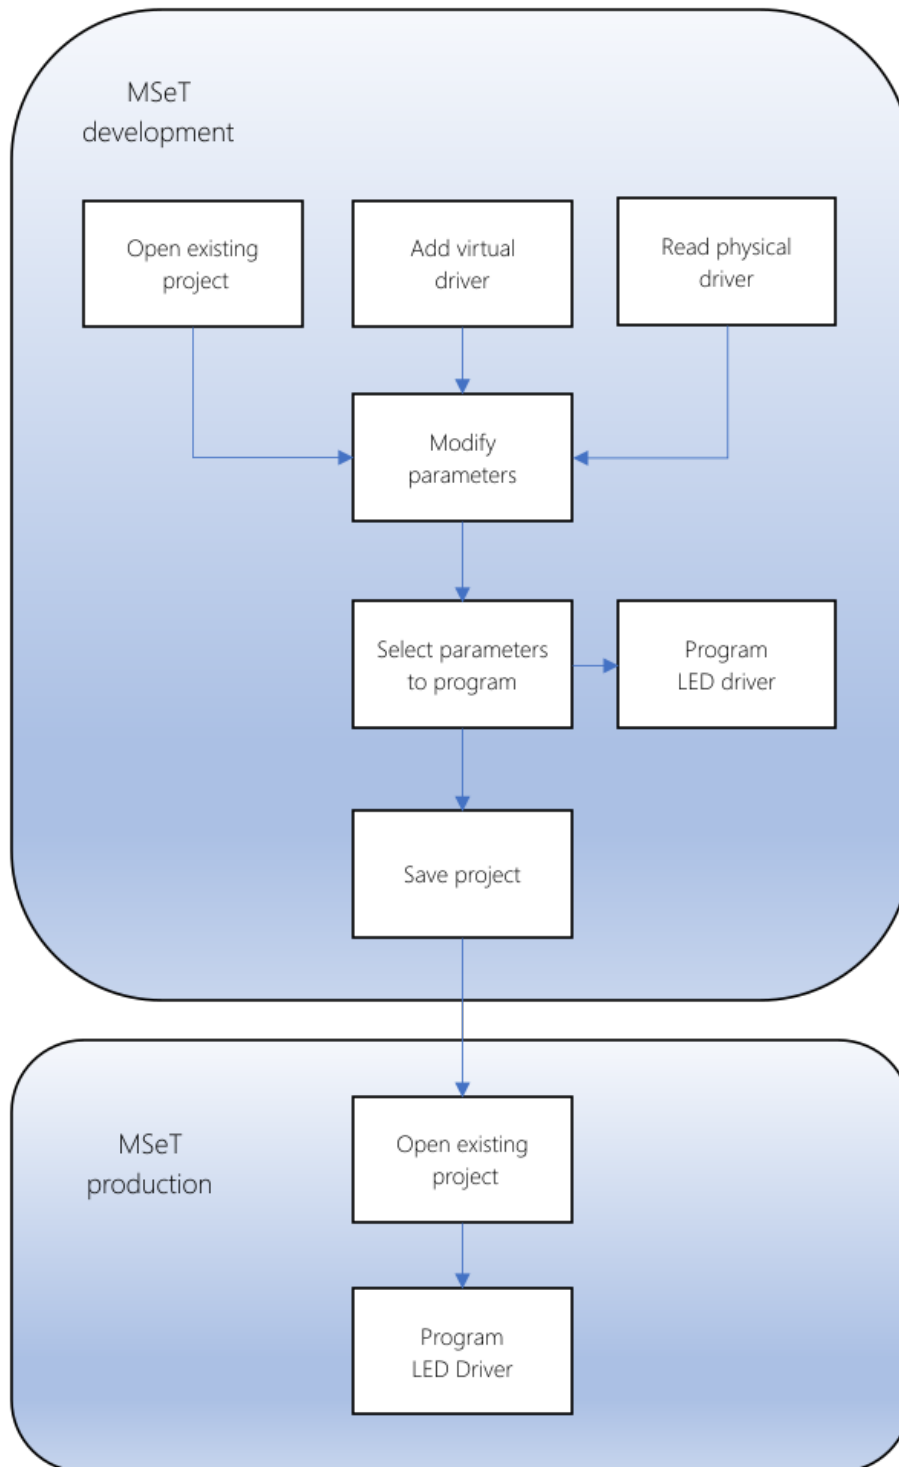 MSeT
development
Open existing
project
Add virtual
driver
Read physical
driver
Modify
parameters
Select parameters
to program
Program
LED driver
Save project
MSeT
production
Open existing
project
Program
LED Driver